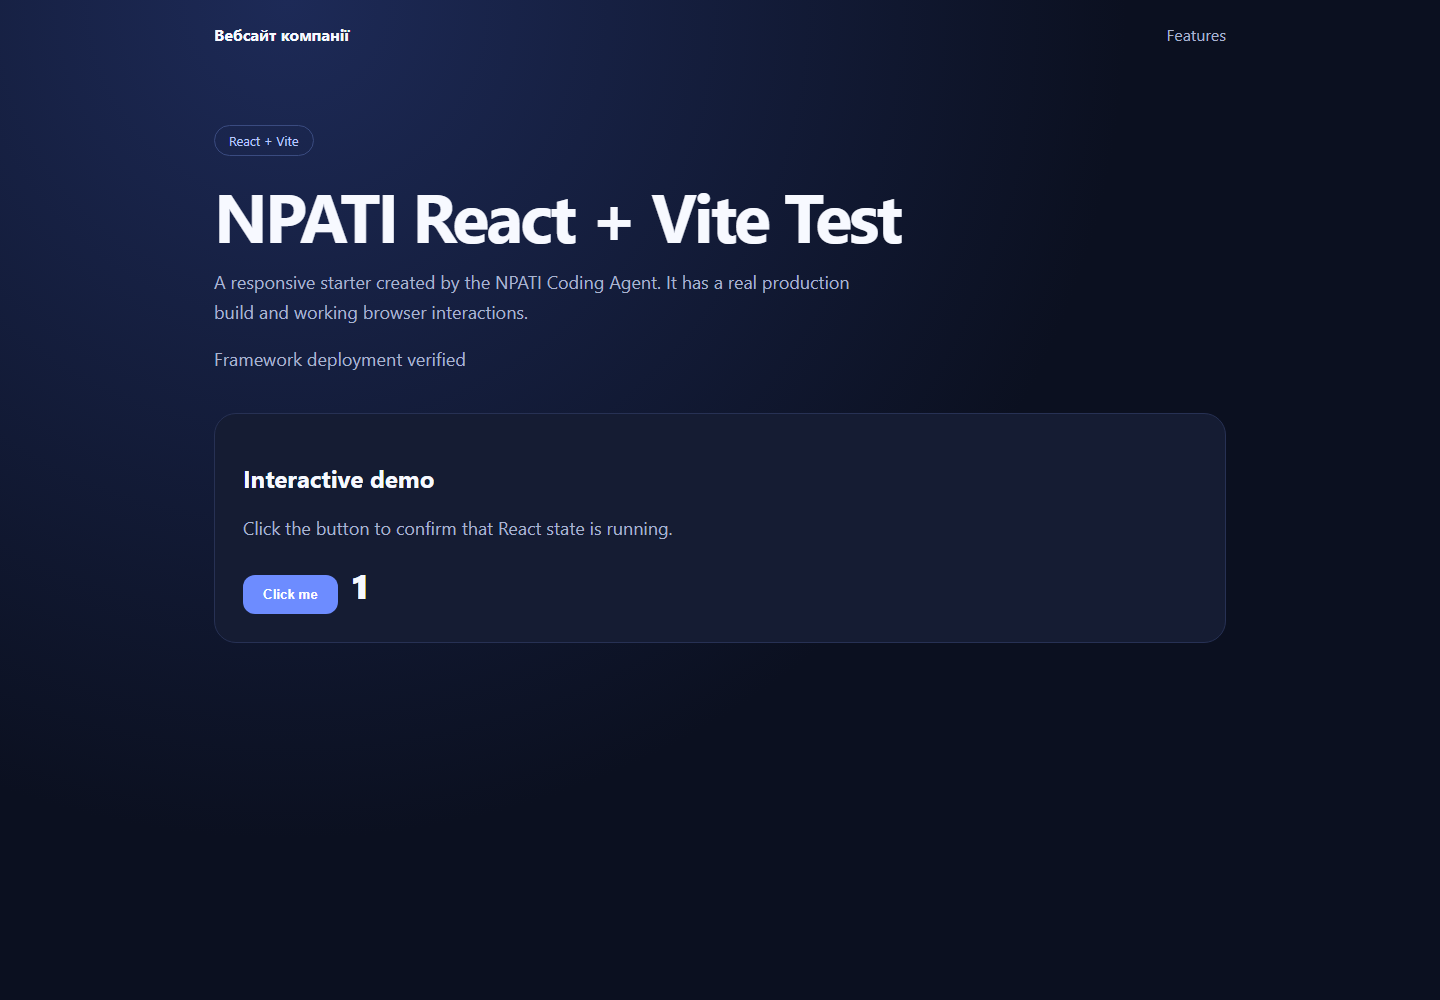 Вебсайт компанії
Features
React + Vite
NPATI React + Vite Test
A responsive starter created by the NPATI Coding Agent. It has a real production
build and working browser interactions.
Framework deployment verified
Interactive demo
Click the button to confirm that React state is running.
Click me
1